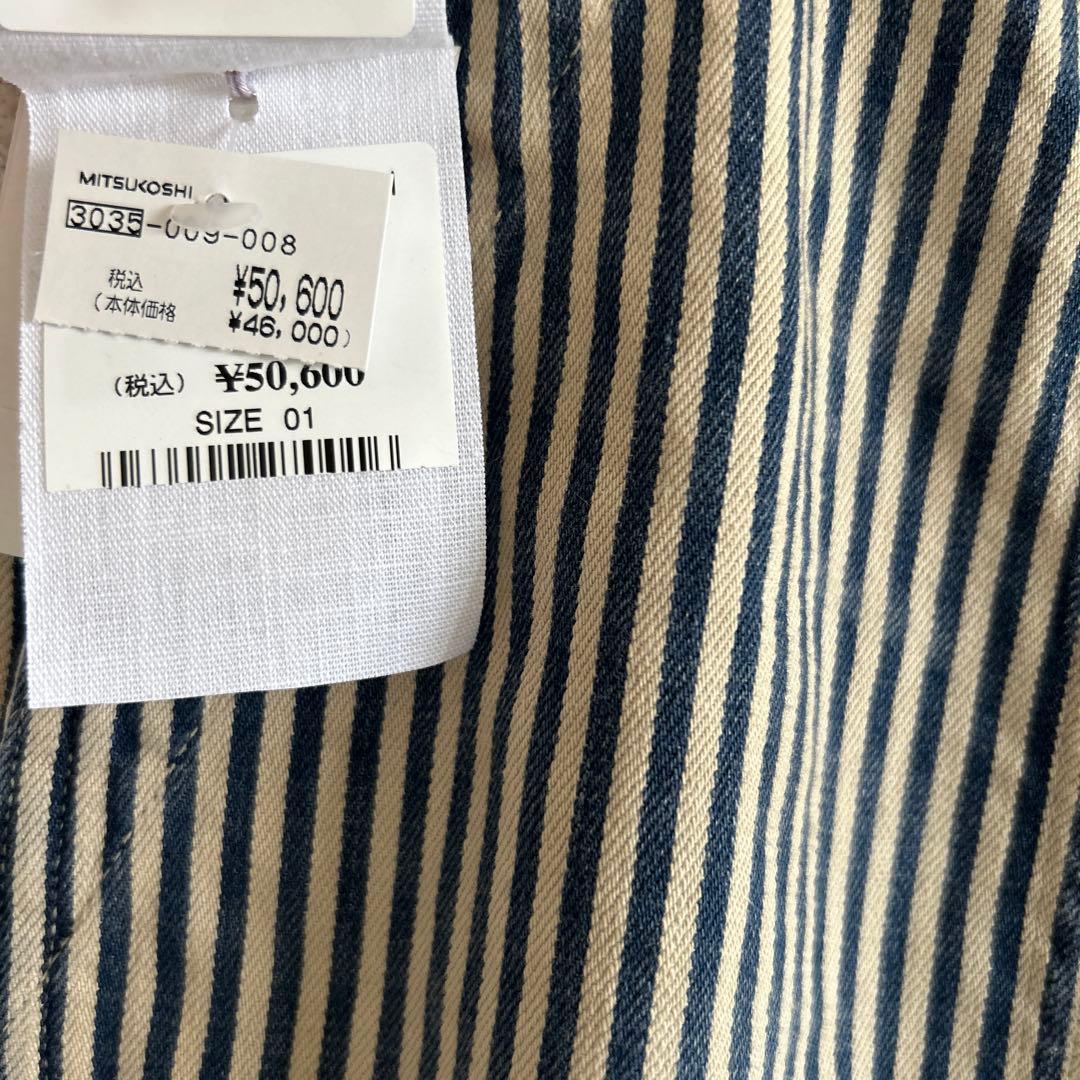 MITSUKOSHI
3035-009-008
税込 ¥50,600
(本体価格 ¥46,000)
(税込) ¥50,600
SIZE 01